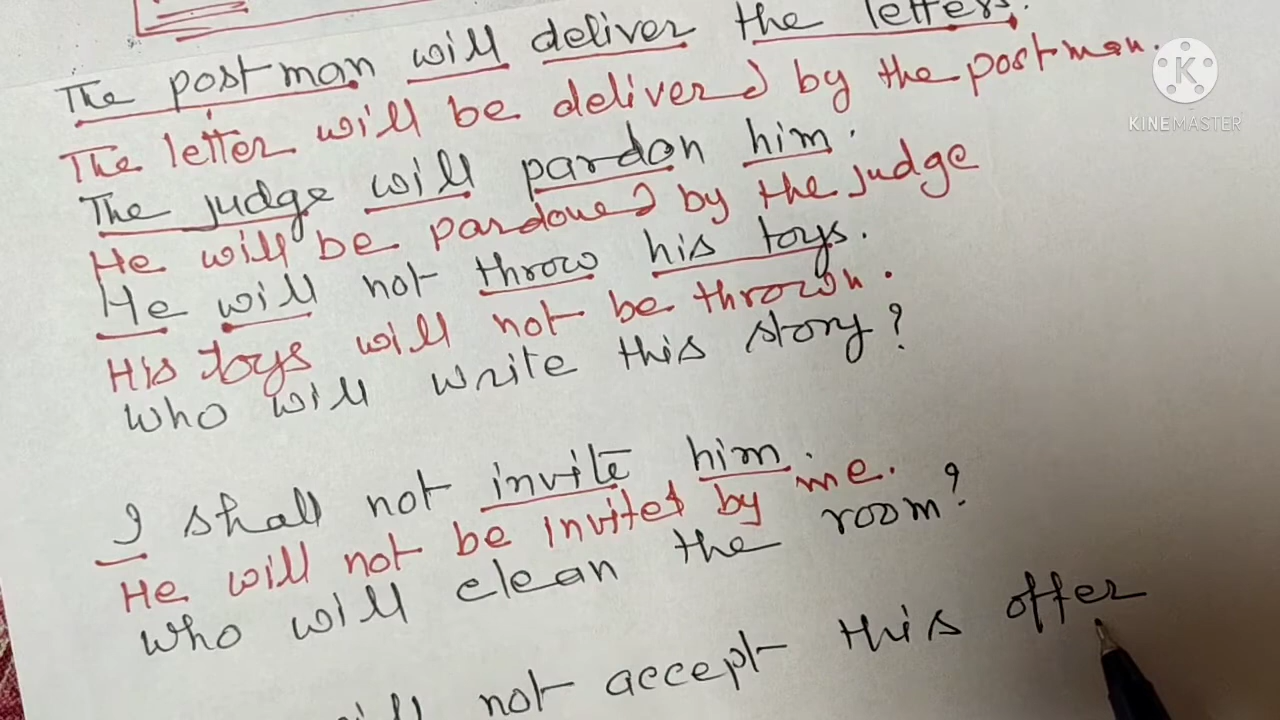 The postman will deliver the letters.
The letter will be delivered by the postman.
The judge will pardon him.
He will be pardoned by the judge
He will not throw his toys.
His toys will not be thrown.
Who will write this story?
I shall not invite him.
He will not be invited by me.
Who will clean the room?
will not accept this offer
K
KINEMASTER